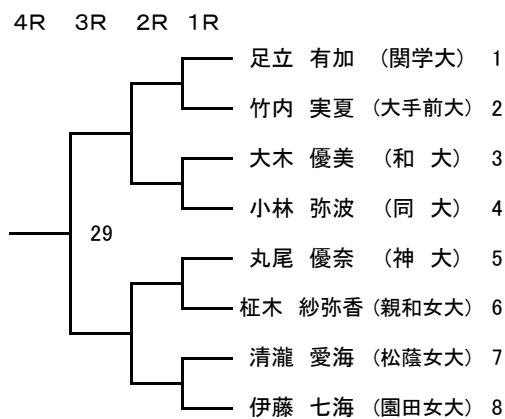 4R 3R 2R 1R
足立 有加 (関学大) 1
竹内 実夏 (大手前大) 2
大木 優美 (和 大) 3
小林 弥波 (同 大) 4
29
丸尾 優奈 (神 大) 5
柾木 紗弥香 (親和女大) 6
清瀧 愛海 (松蔭女大) 7
伊藤 七海 (園田女大) 8